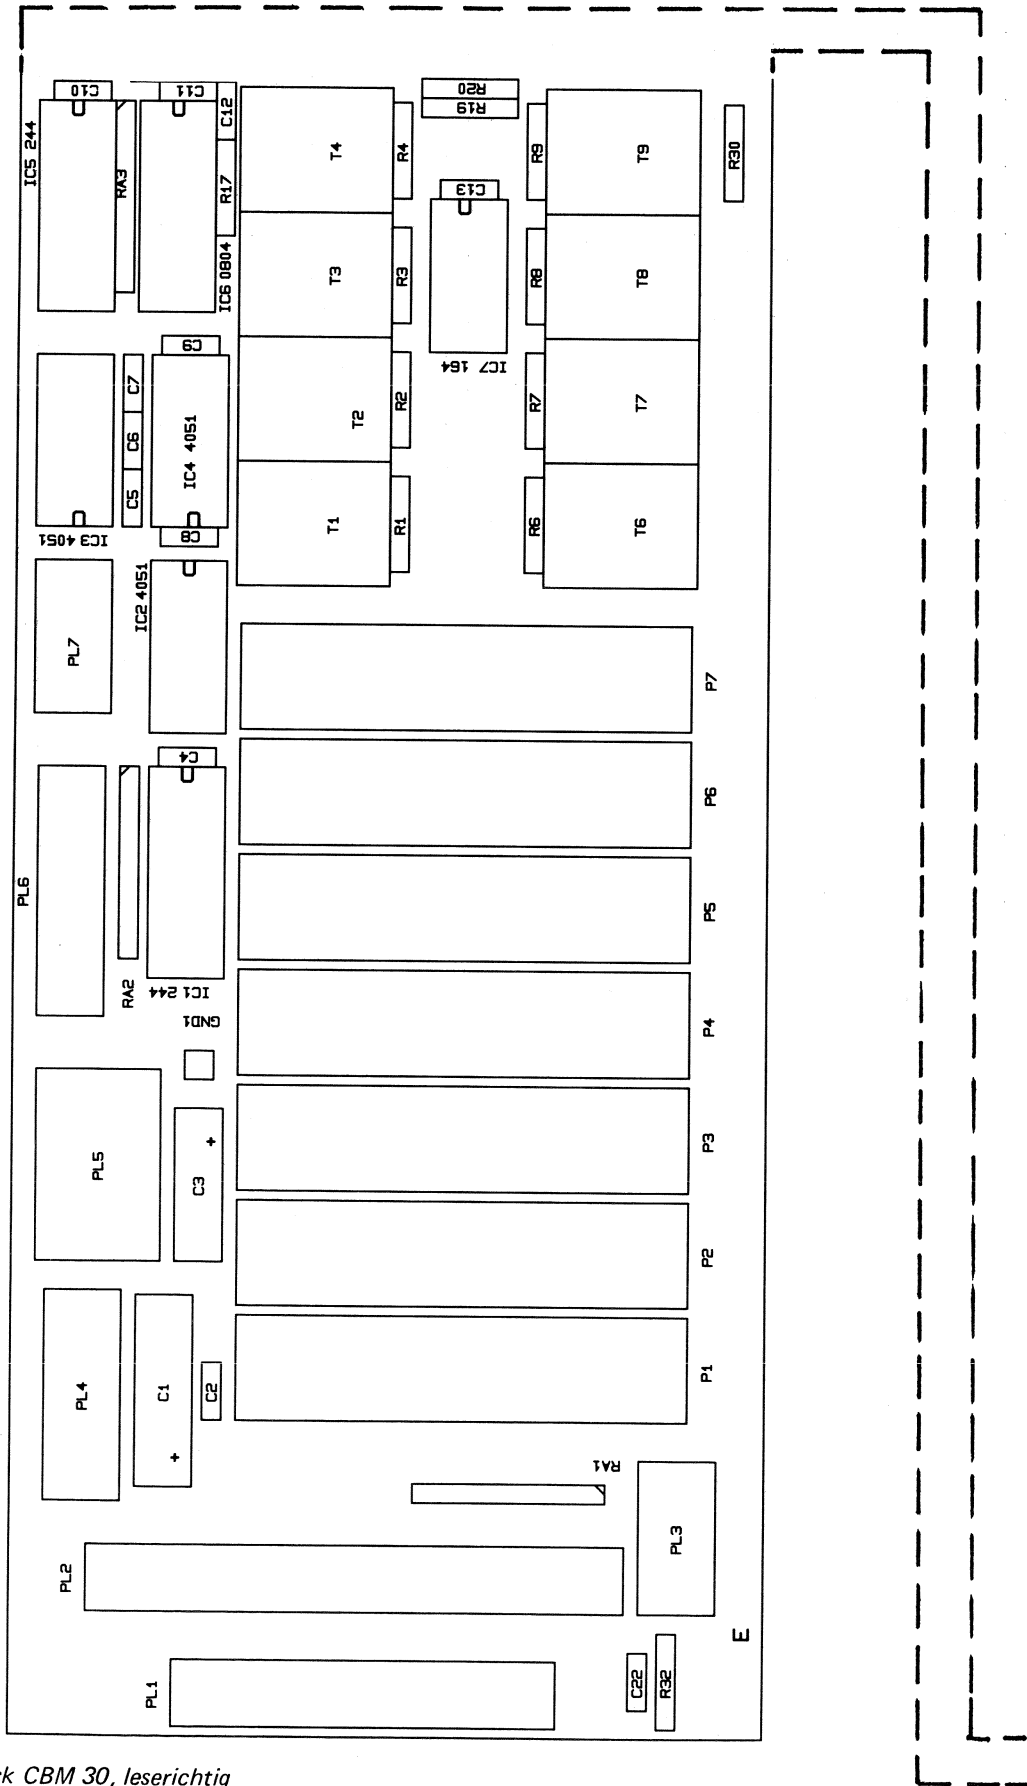 C10
C11
R20
R19
IC5 244
RA3
C12
R17
IC6 0804
T4
R4
C13
R9
T9
R30
T3
R3
R8
T8
IC7 164
C9
C7
C6
C5
IC4 4051
T2
R2
R7
T7
IC3 4051
C8
T1
R1
R6
T6
PL7
IC2 4051
P7
C4
P6
PL6
P5
RA2
IC1 244
GND1
P4
PL5
+
C3
P3
P2
PL4
C1
+
C2
P1
RA1
PL2
PL3
E
PL1
C22
R32
CBM 30, leserichtig